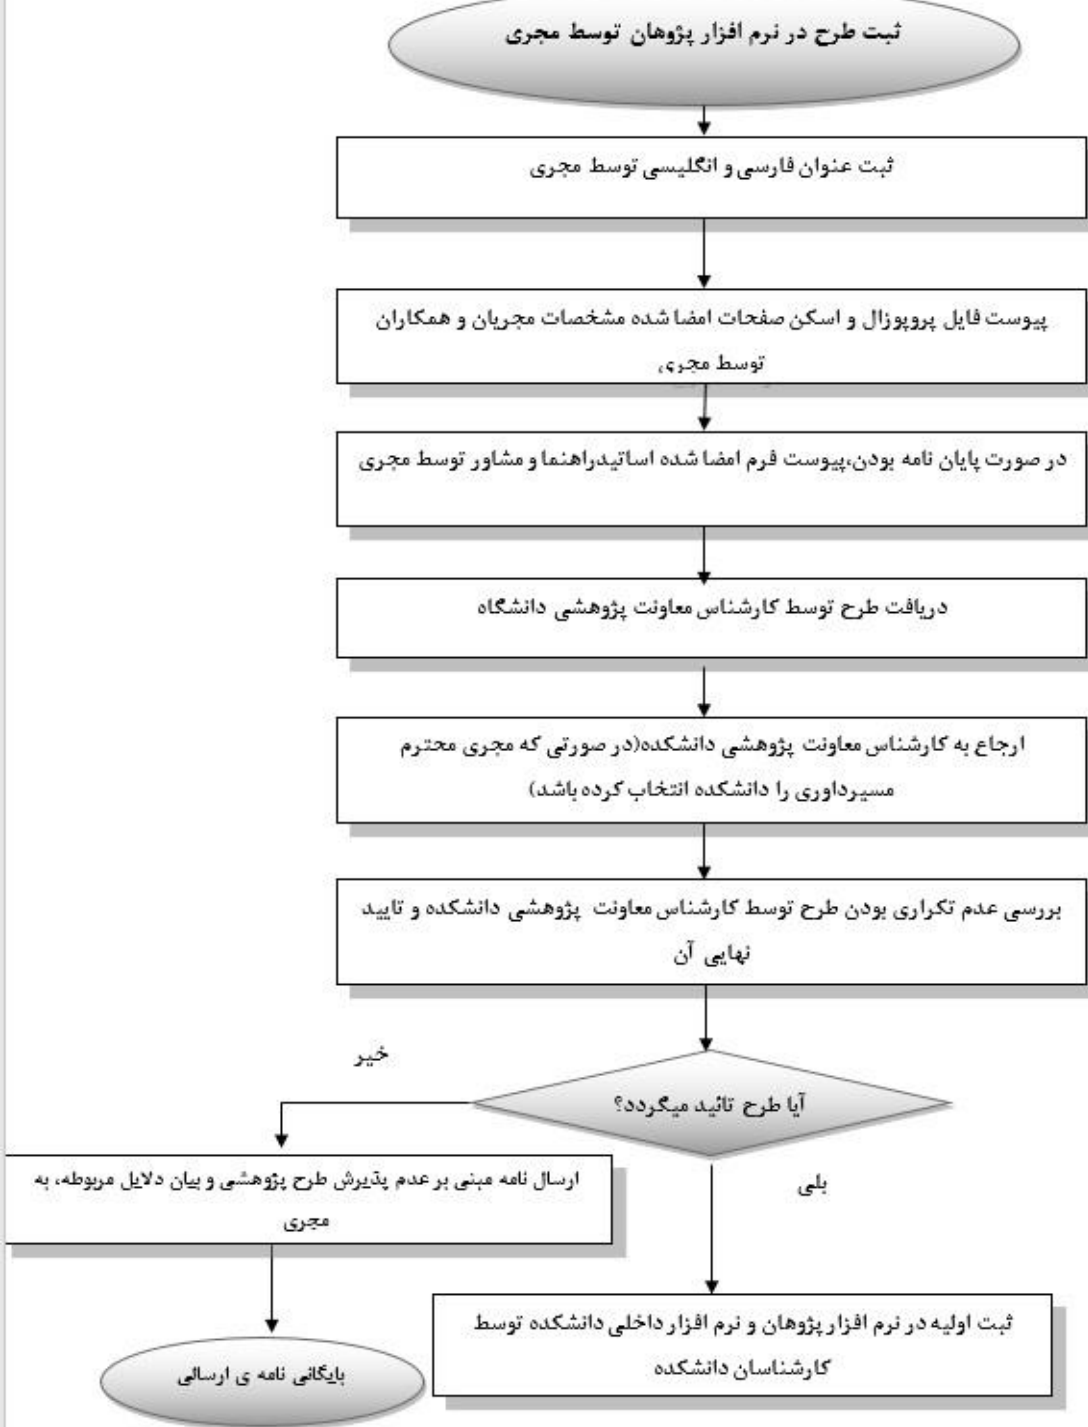 ثبت طرح در نرم افزار پژوهان توسط مجری
ثبت عنوان فارسی و انگلیسی توسط مجری
پیوست فایل پروپوزال و اسکن صفحات امضا شده مشخصات مجریان و همکاران
توسط مجری
در صورت پایان نامه بودن،پیوست فرم امضا شده اساتیدراهنما و مشاور توسط مجری
دریافت طرح توسط کارشناس معاونت پژوهشی دانشگاه
ارجاع به کارشناس معاونت پژوهشی دانشکده(در صورتی که مجری محترم
مسیرداوری را دانشکده انتخاب کرده باشد)
بررسی عدم تکراری بودن طرح توسط کارشناس معاونت پژوهشی دانشکده و تایید
نهایی آن
خیر
آیا طرح تائید میگردد؟
بلی
ارسال نامه مبنی بر عدم پذیرش طرح پژوهشی و بیان دلایل مربوطه، به
مجری
ثبت اولیه در نرم افزار پژوهان و نرم افزار داخلی دانشکده توسط
کارشناسان دانشکده
بایگانی نامه ی ارسالی